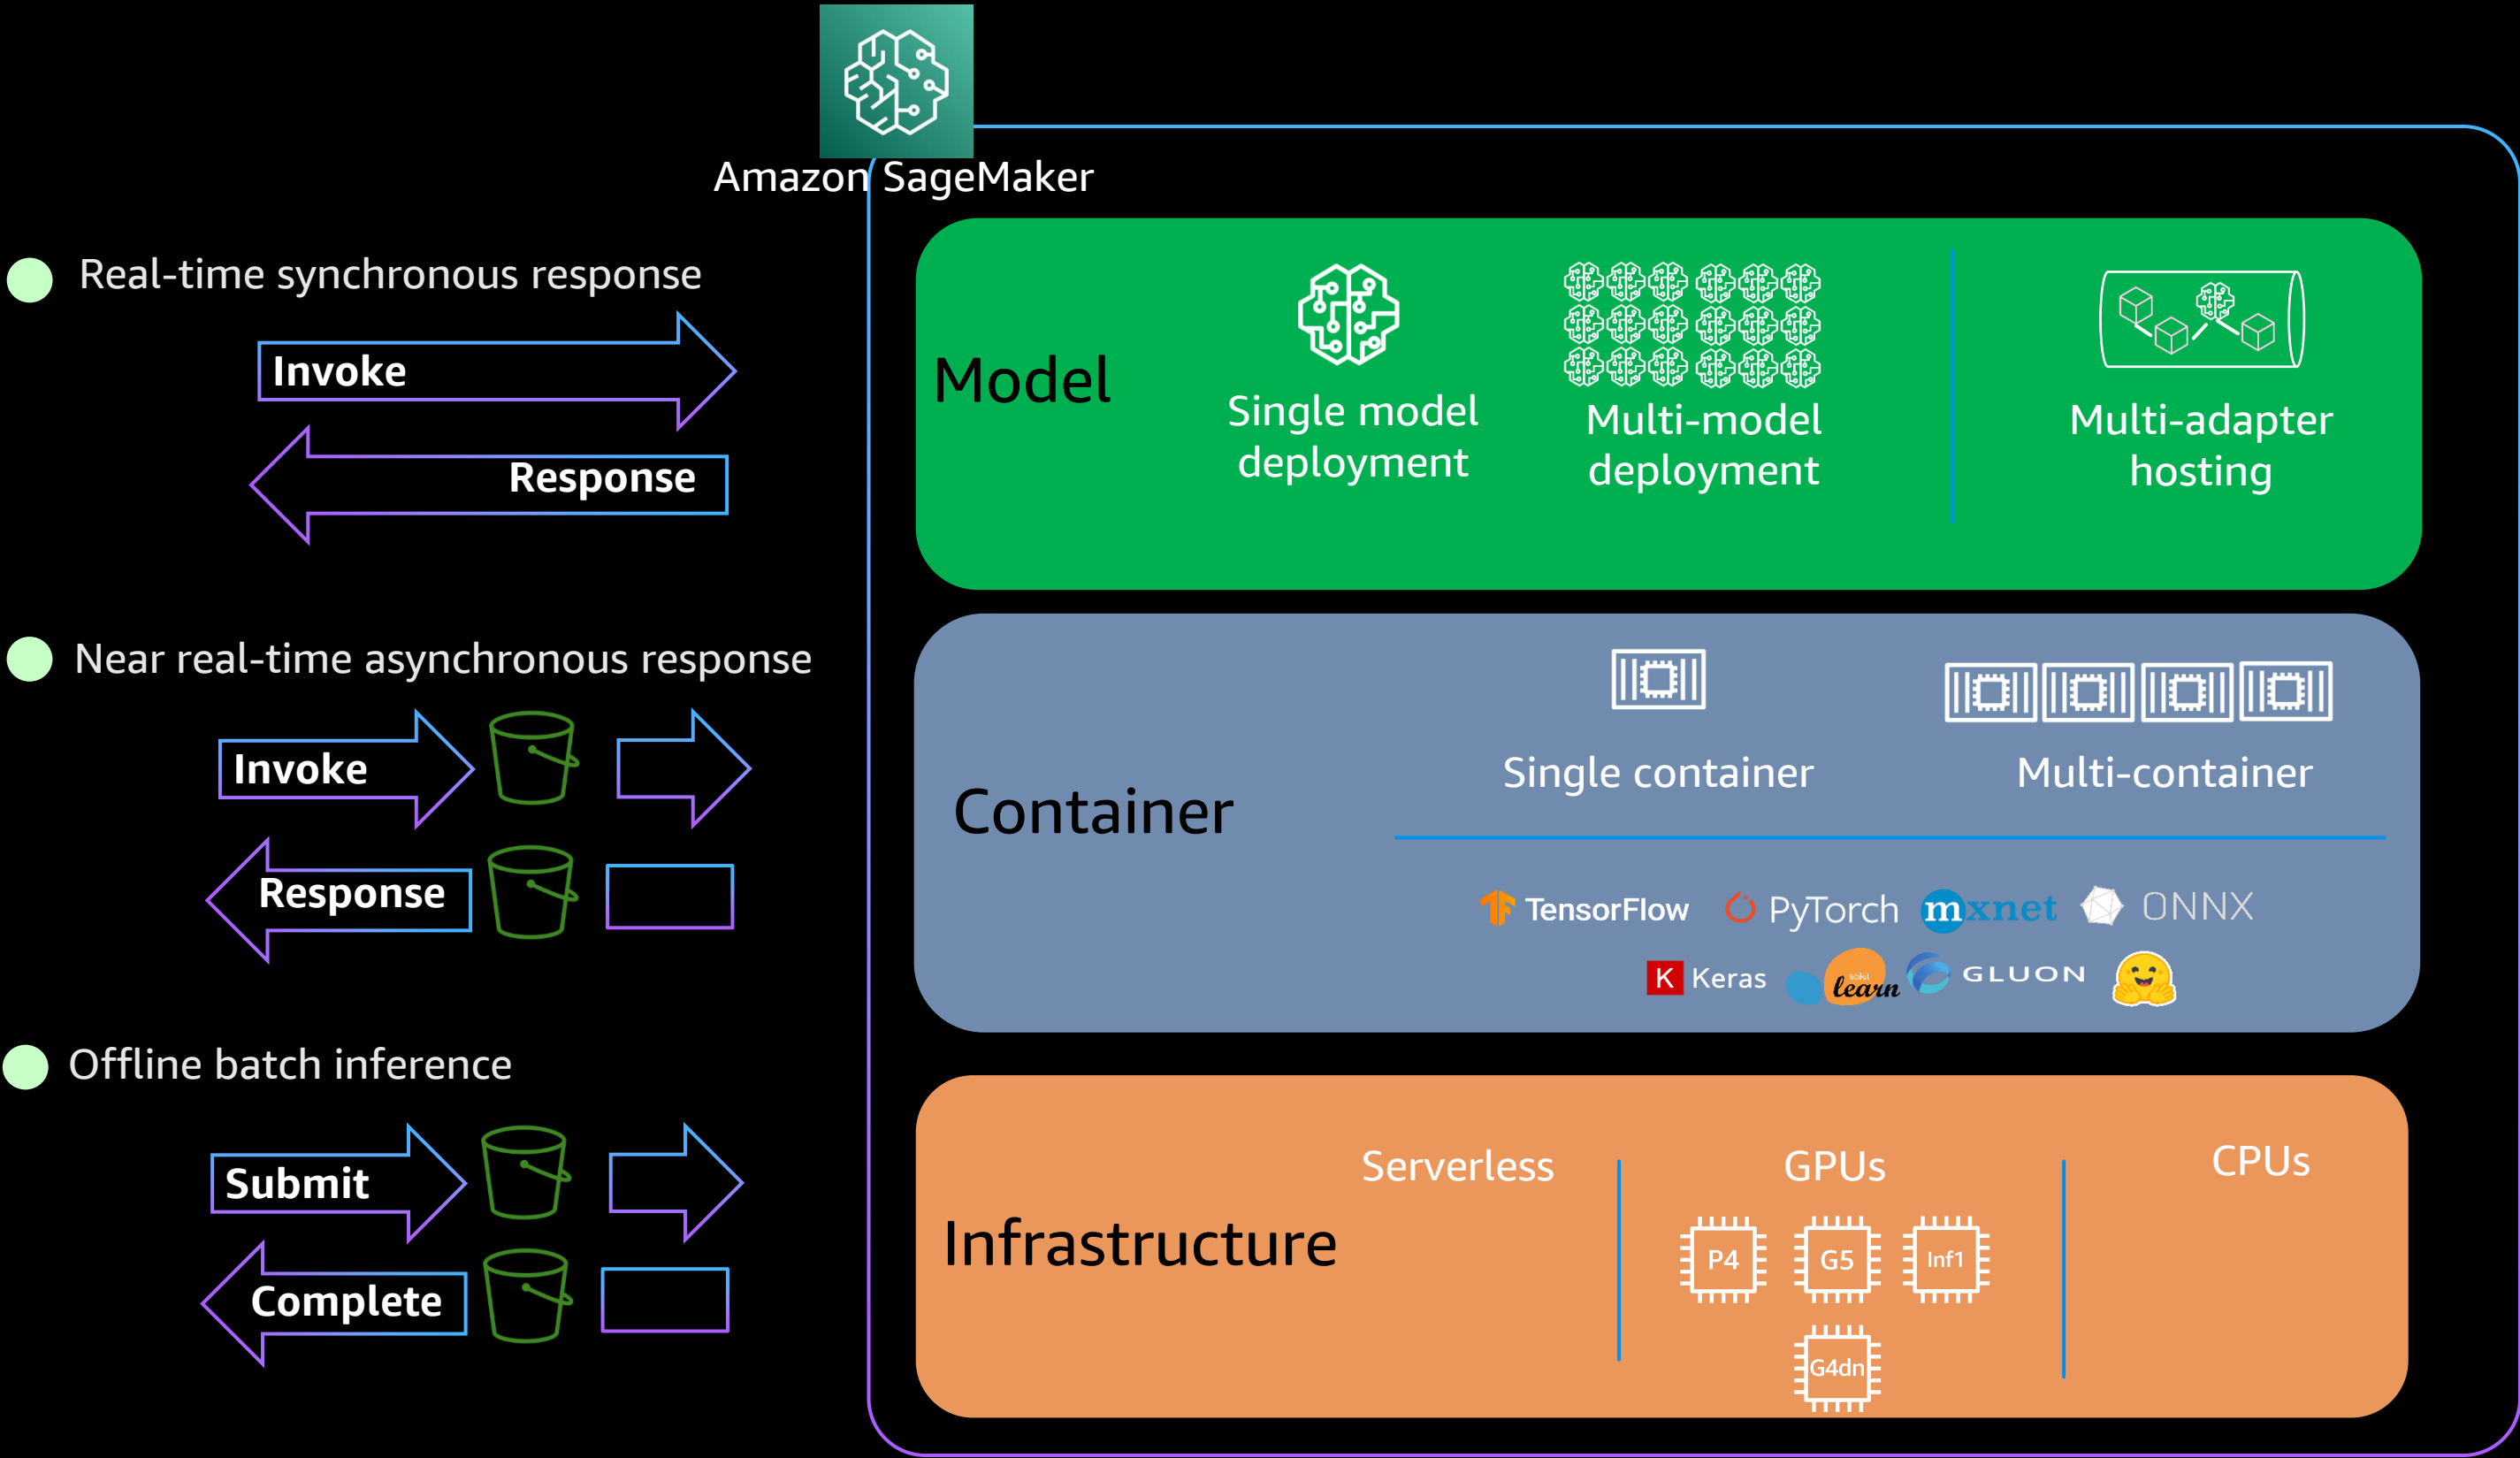 Amazon SageMaker
Real-time synchronous response
Invoke
Response
Near real-time asynchronous response
Invoke
Response
Offline batch inference
Submit
Complete
Model
Single model
deployment
Multi-model
deployment
Multi-adapter
hosting
Container
Single container
Multi-container
TensorFlow
PyTorch
mxnet
ONNX
K Keras
scikit
learn
GLUON
Infrastructure
Serverless
GPUs
CPUs
P4
G5
Inf1
G4dn